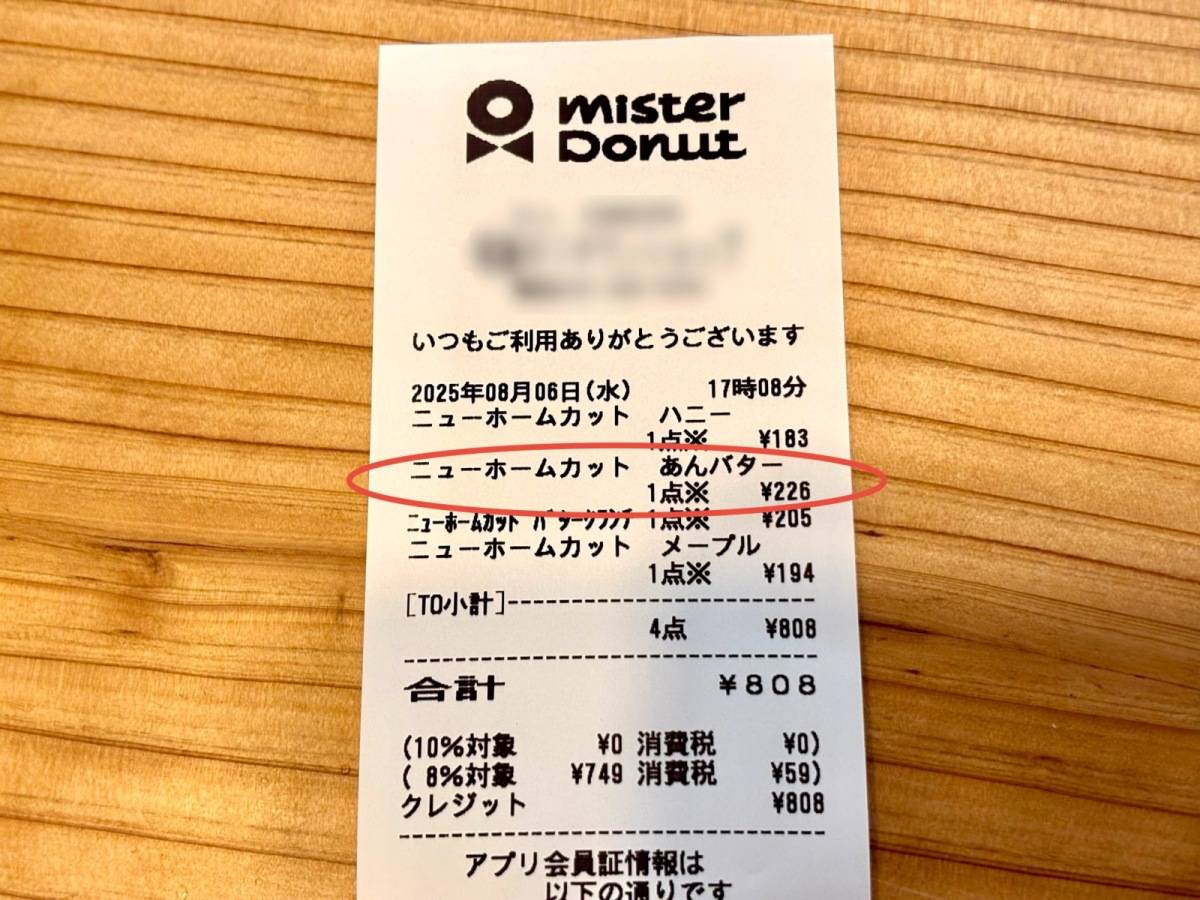 mister
Donut
いつもご利用ありがとうございます
2025年08月06日(水) 17時08分
ニューホームカット ハニー
1点※ ¥183
ニューホームカット あんバター
1点※ ¥226
ニューホームカット バタークランチ 1点※ ¥205
ニューホームカット メープル
1点※ ¥194
[TO小計]--------------------
4点 ¥808
合計 ¥808
(10%対象 ¥0 消費税 ¥0)
( 8%対象 ¥749 消費税 ¥59)
クレジット ¥808
アプリ会員証情報は
以下の通りです